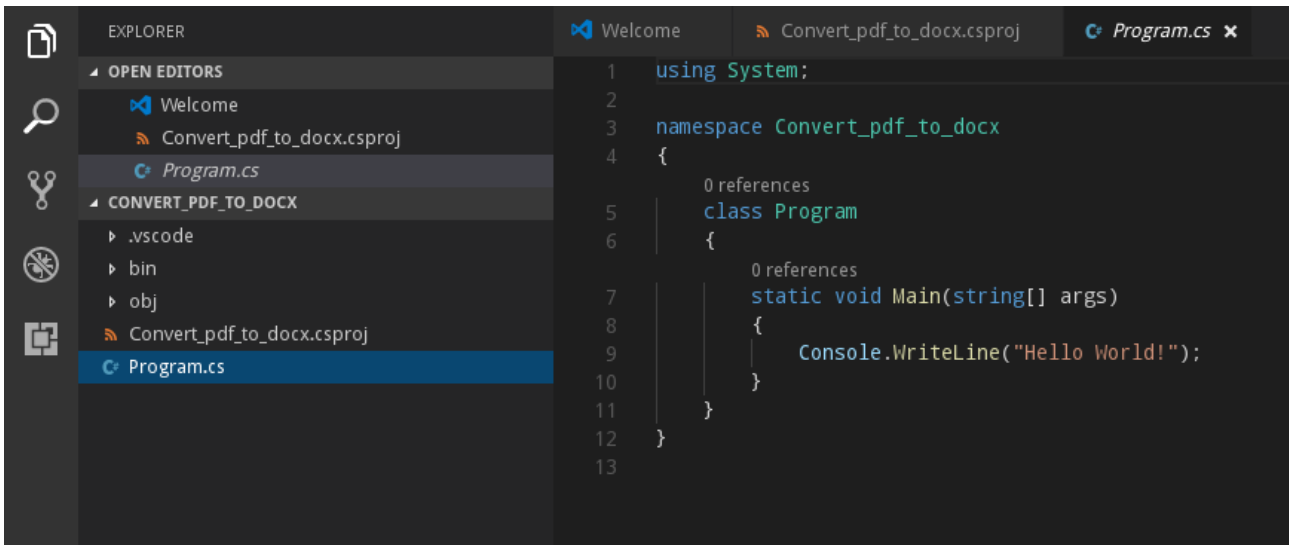 EXPLORER
OPEN EDITORS
Welcome
Convert_pdf_to_docx.csproj
Program.cs
CONVERT_PDF_TO_DOCX
.vscode
bin
obj
Convert_pdf_to_docx.csproj
Program.cs
Welcome Convert_pdf_to_docx.csproj Program.cs
1 using System;
2
3 namespace Convert_pdf_to_docx
4 {
0 references
5 class Program
6 {
0 references
7 static void Main(string[] args)
8 {
9 Console.WriteLine("Hello World!");
10 }
11 }
12 }
13